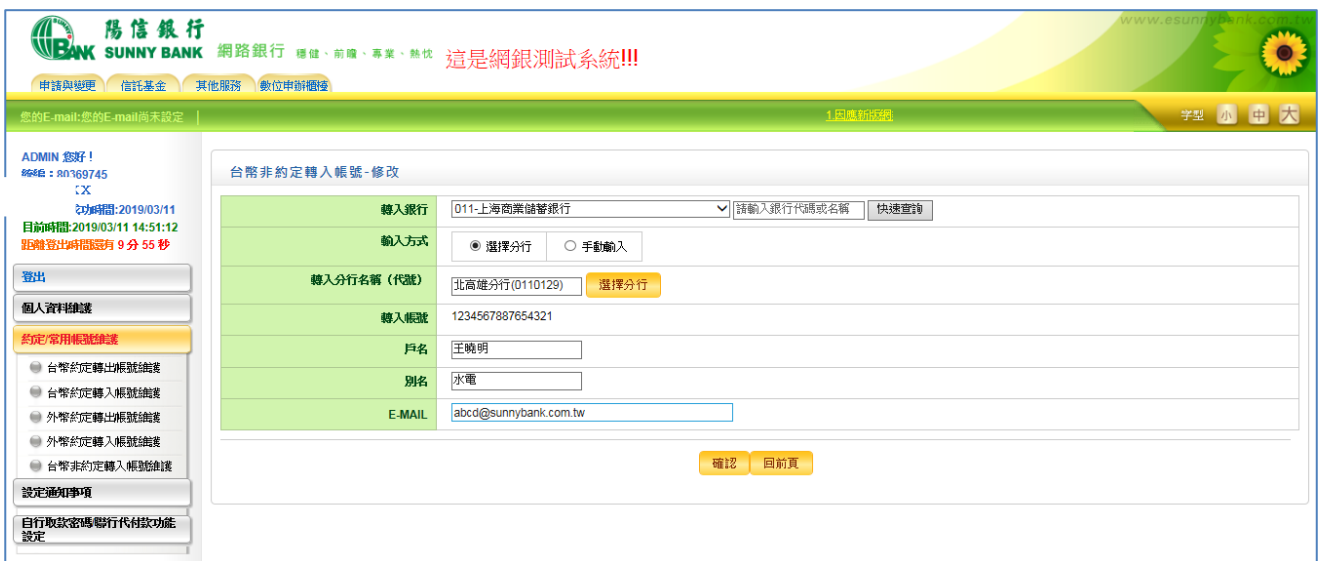 www.esunnybank.com.tw
陽信銀行
BANK SUNNY BANK 網路銀行 穩健、前瞻、專業、熱忱 這是網銀測試系統!!!
申請與變更 信託基金 其他服務 數位申辦櫃檯
您的E-mail:您的E-mail尚未設定 | 1.因應新版網 字型 小 中 大
ADMIN 您好！
統編：80369745
XX
功時間:2019/03/11
目前時間:2019/03/11 14:51:12
距離登出時間還有 9 分 55 秒
登出
個人資料維護
約定/常用帳號維護
台幣約定轉出帳號維護
台幣約定轉入帳號維護
外幣約定轉出帳號維護
外幣約定轉入帳號維護
台幣非約定轉入帳號維護
設定通知事項
自行取款密碼/聯行代付款功能
設定
台幣非約定轉入帳號-修改
轉入銀行 011-上海商業儲蓄銀行 請輸入銀行代碼或名稱 快速查詢
輸入方式 選擇分行 手動輸入
轉入分行名稱（代號） 北高雄分行(0110129) 選擇分行
轉入帳號 1234567887654321
戶名 王曉明
別名 水電
E-MAIL abcd@sunnybank.com.tw
確認 回前頁